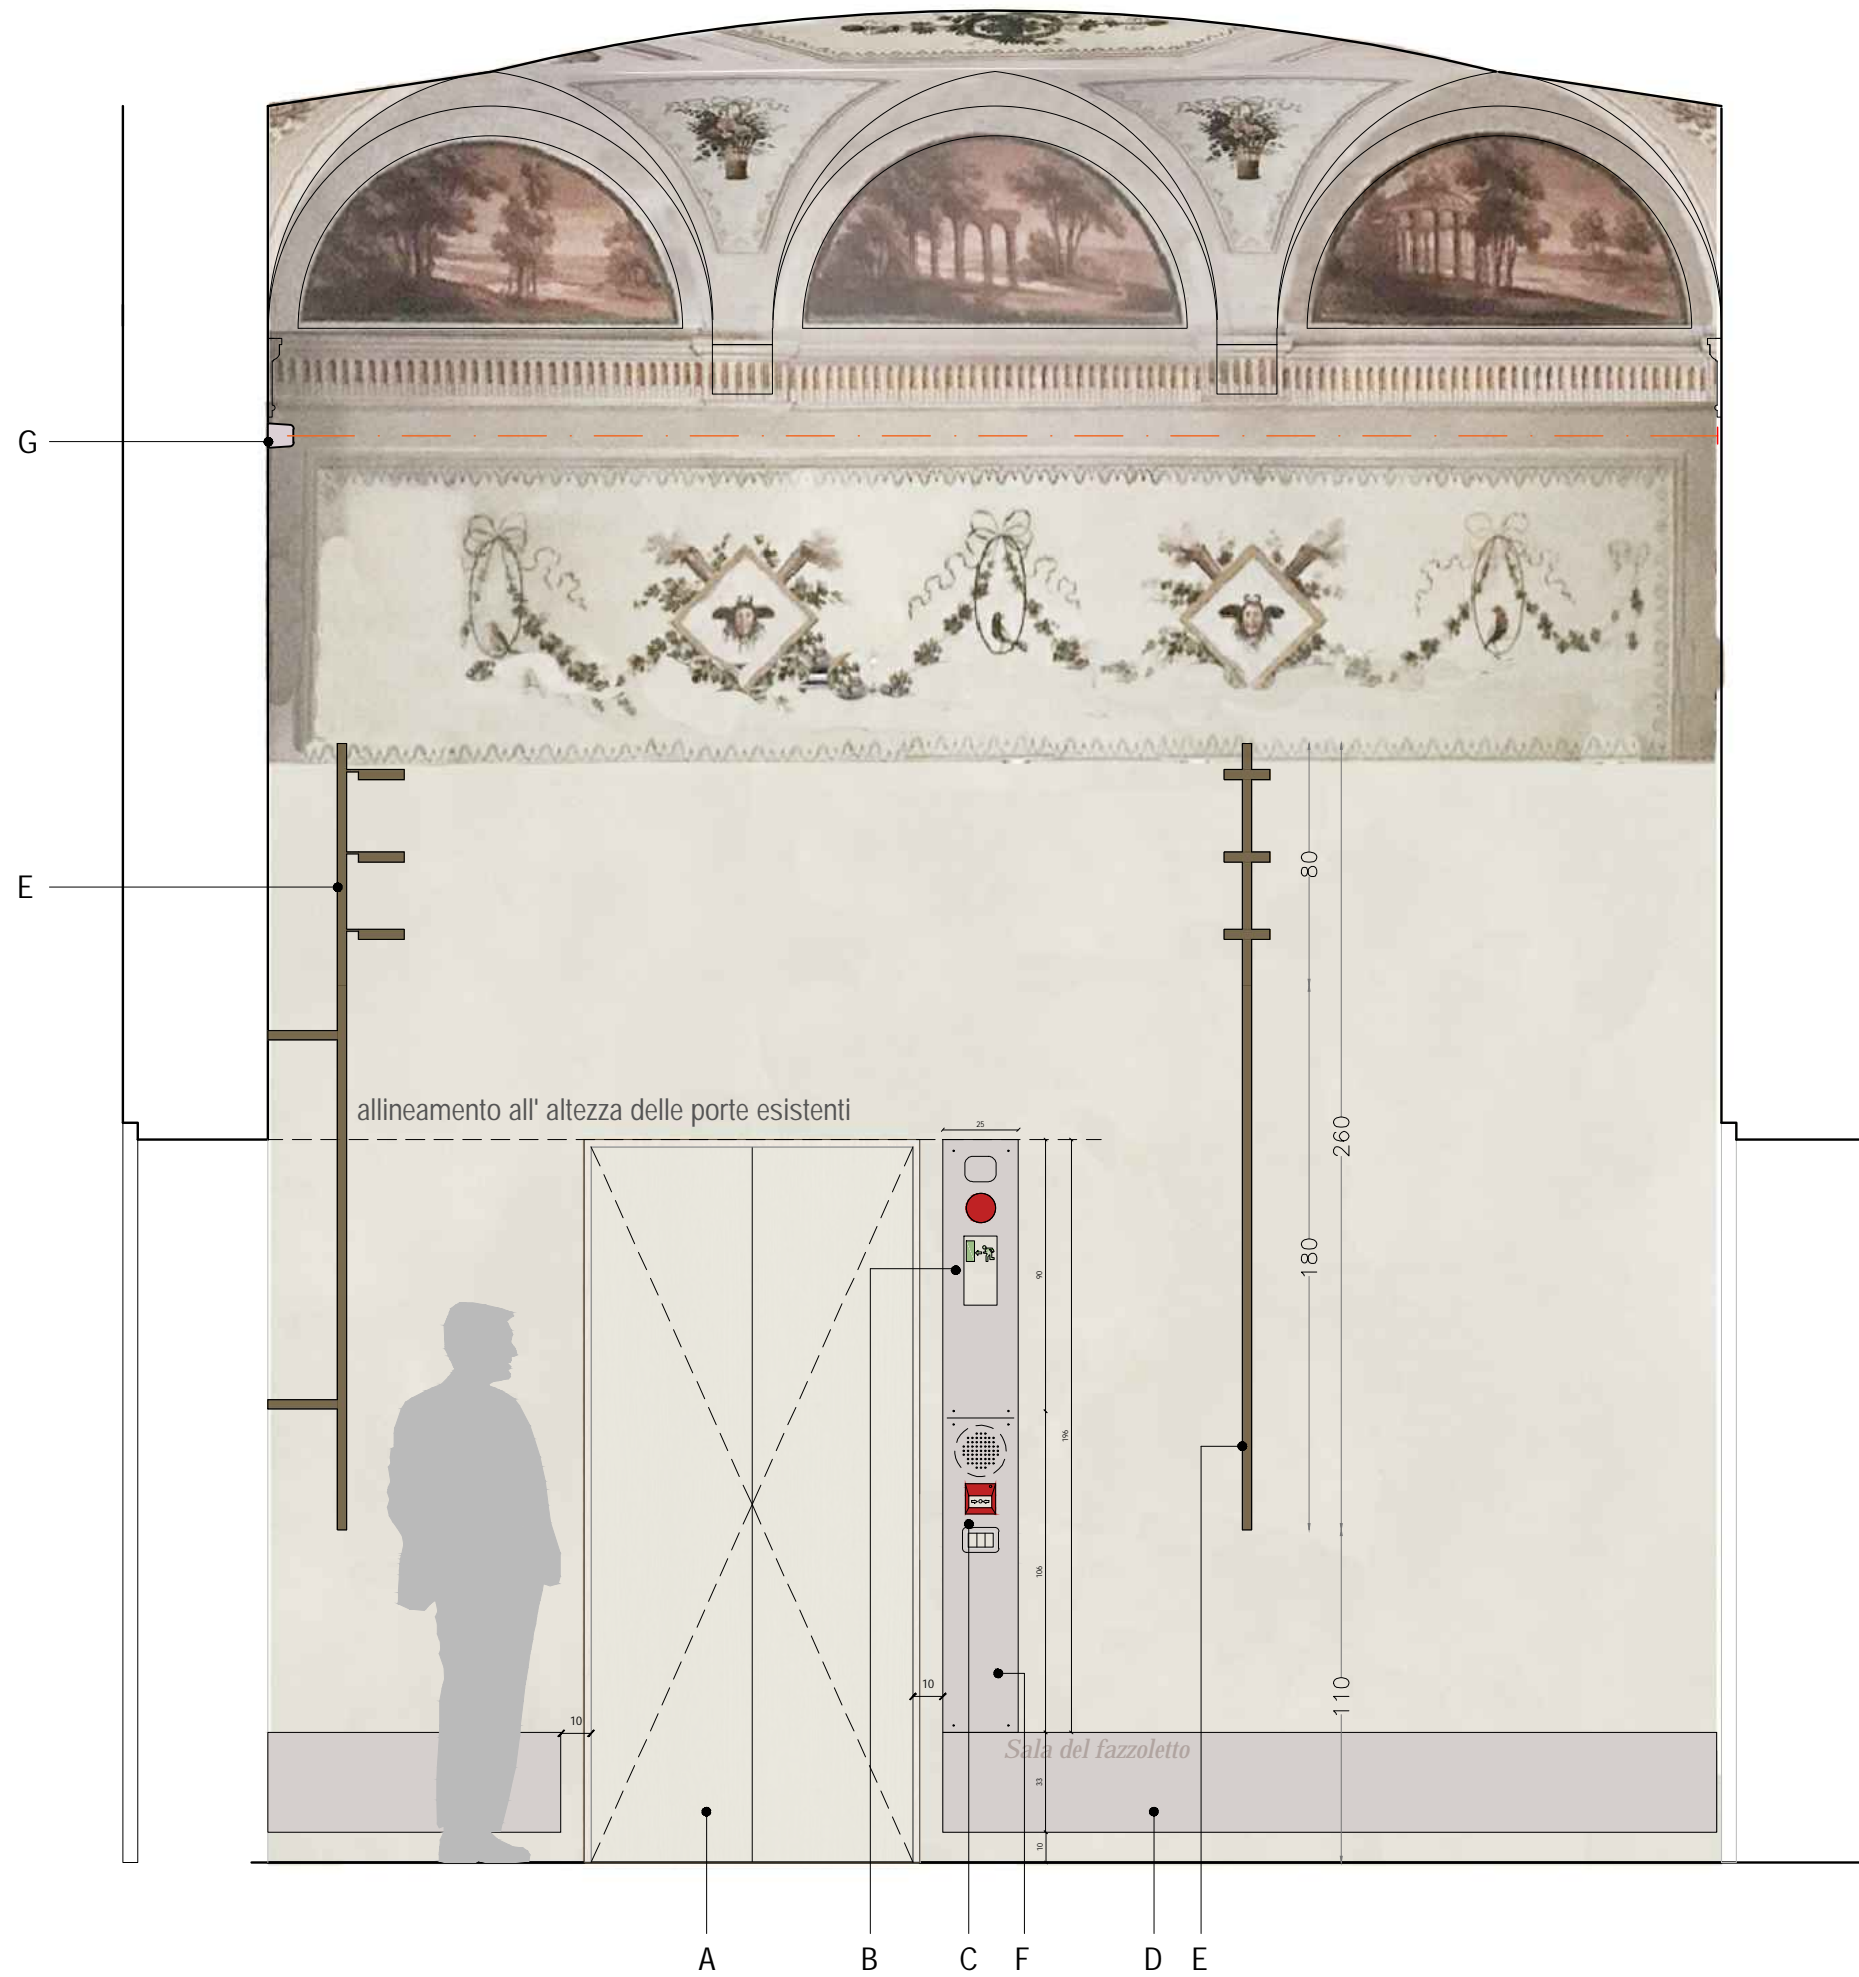 G
E
80
260
allineamento all' altezza delle porte esistenti
25
180
90
196
106
10
110
10
Sala del fazzoletto
33
10
A B C F D E